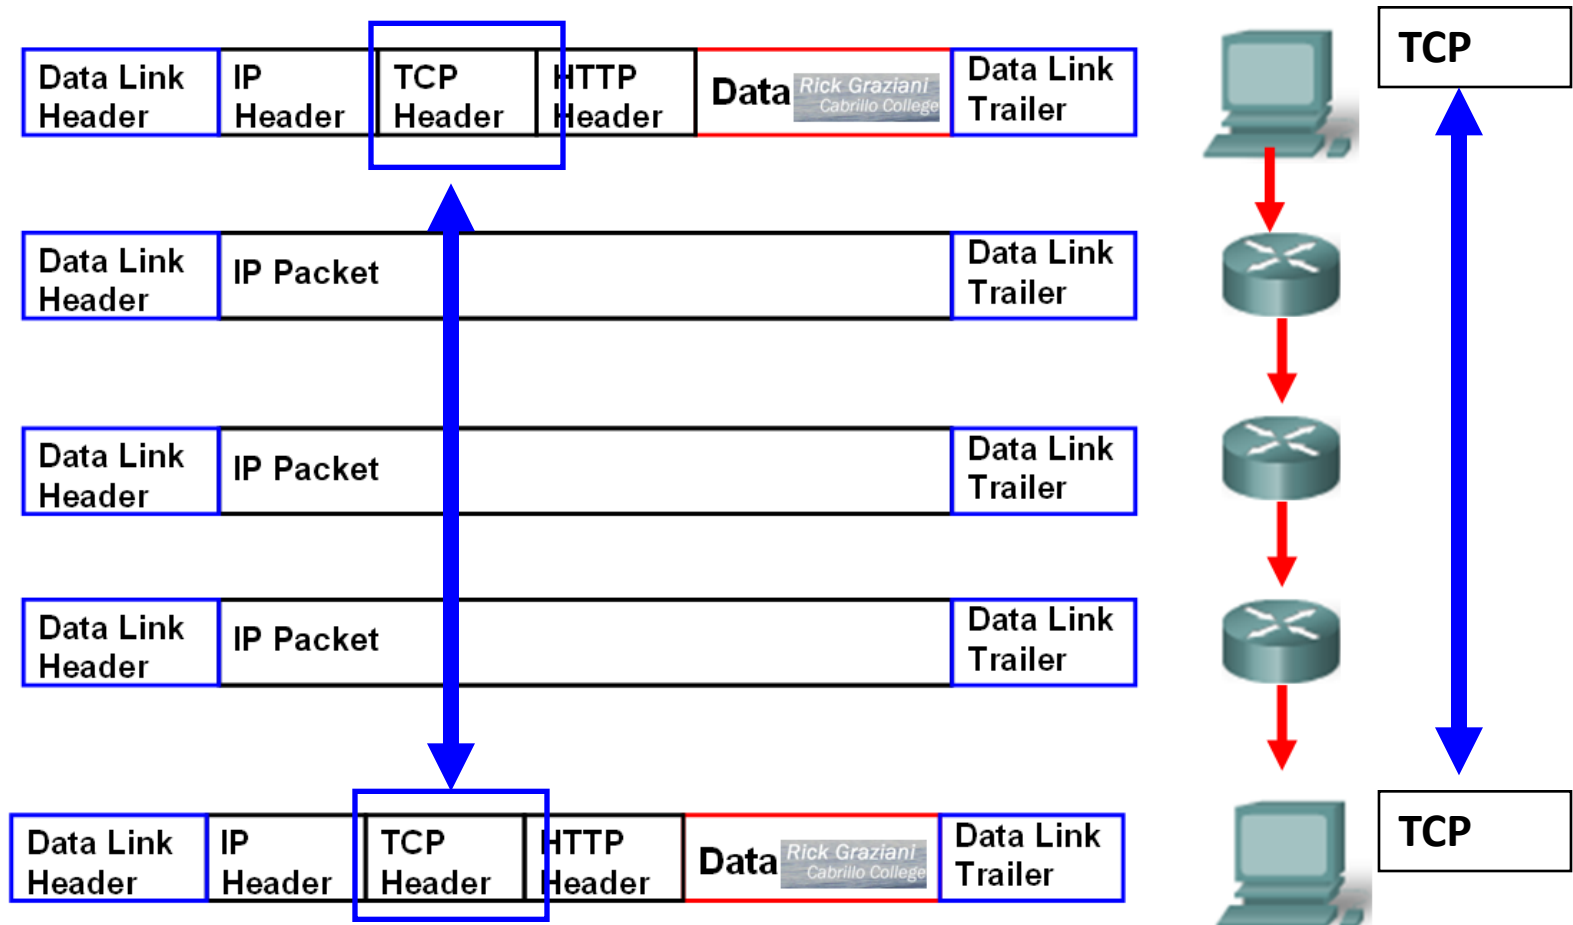 Data Link
Header
IP
Header
TCP
Header
HTTP
Header
Data
Rick Graziani
Cabrillo College
Data Link
Trailer
TCP
Data Link
Header
IP Packet
Data Link
Trailer
Data Link
Header
IP Packet
Data Link
Trailer
Data Link
Header
IP Packet
Data Link
Trailer
Data Link
Header
IP
Header
TCP
Header
HTTP
Header
Data
Rick Graziani
Cabrillo College
Data Link
Trailer
TCP